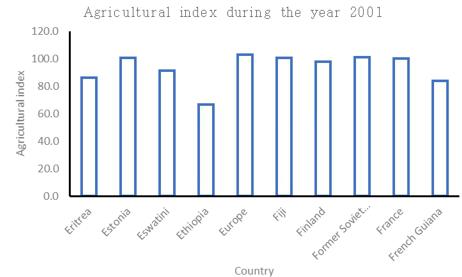 Agricultural index during the year 2001
Agricultural index
120.0
100.0
80.0
60.0
40.0
20.0
0.0
Eritrea
Estonia
Eswatini
Ethiopia
Europe
Fiji
Finland
Former Soviet...
France
French Guiana
Country